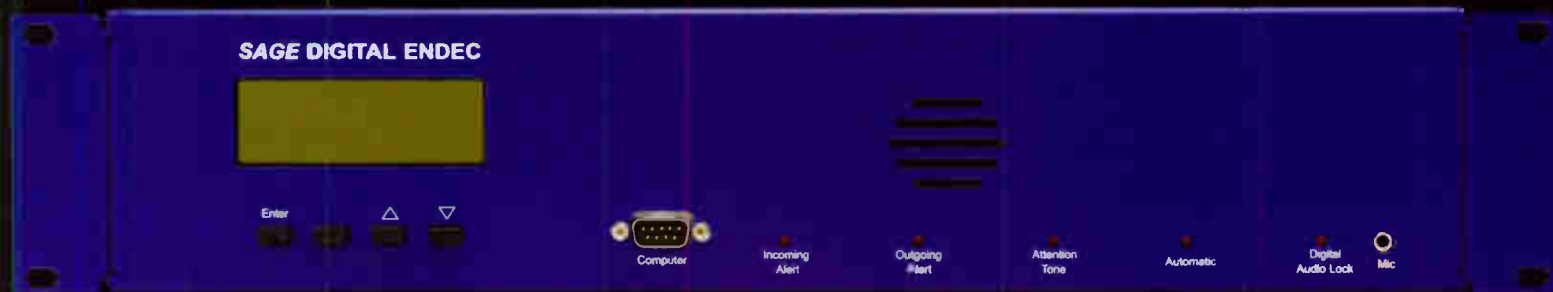 SAGE DIGITAL ENDEC
Enter
Computer
Incoming
Alert
Outgoing
Alert
Attention
Tone
Automatic
Digital
Audio Lock
Mic